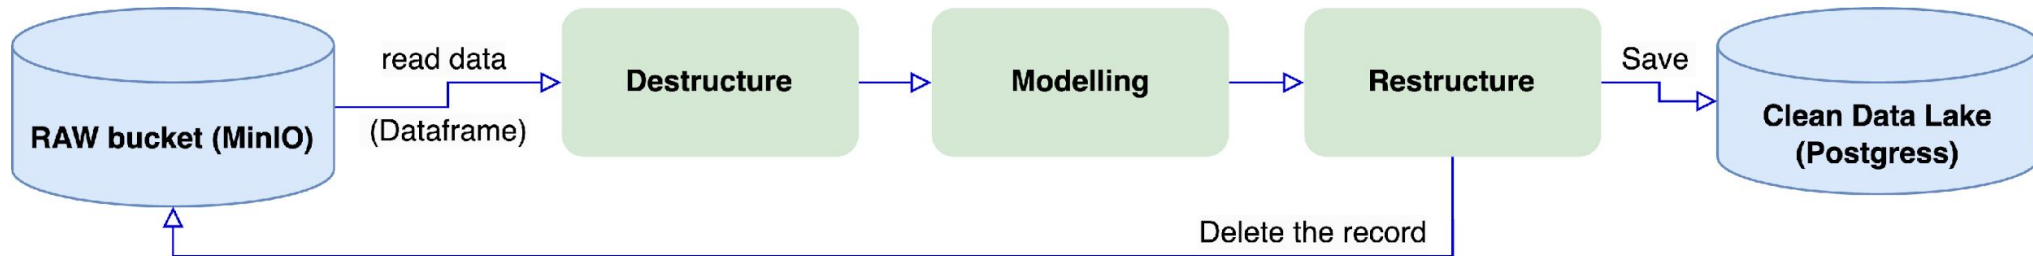 RAW bucket (MinIO)
read data
(Dataframe)
Destructure
Modelling
Restructure
Save
Clean Data Lake
(Postgress)
Delete the record